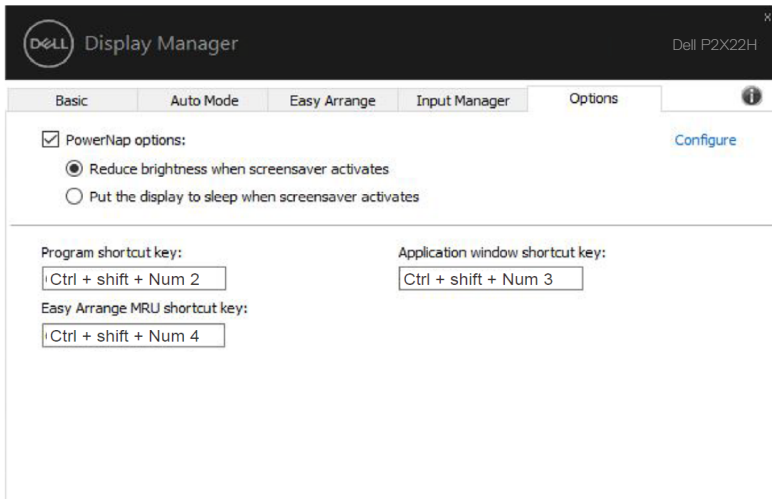 x
DELL Display Manager
Dell P2X22H
Basic Auto Mode Easy Arrange Input Manager Options i
PowerNap options: Configure
Reduce brightness when screensaver activates
Put the display to sleep when screensaver activates
Program shortcut key: Application window shortcut key:
Ctrl + shift + Num 2 Ctrl + shift + Num 3
Easy Arrange MRU shortcut key:
Ctrl + shift + Num 4